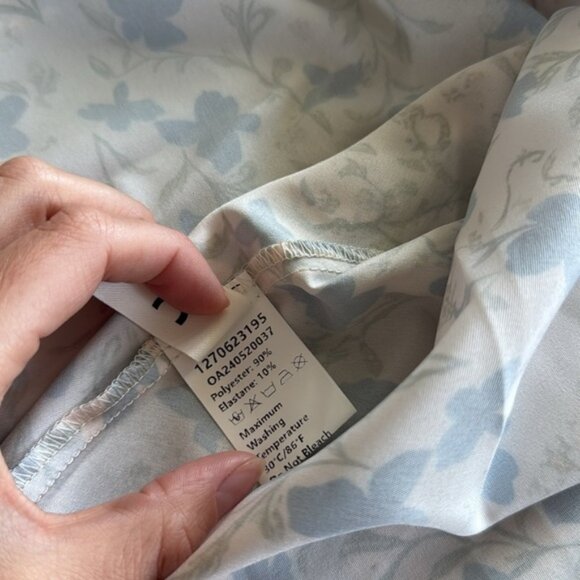 1270623195
OA240520037
Polyester: 90%
Elastane: 10%
Maximum
Washing
Temperature
30°C/86°F
Do Not Bleach